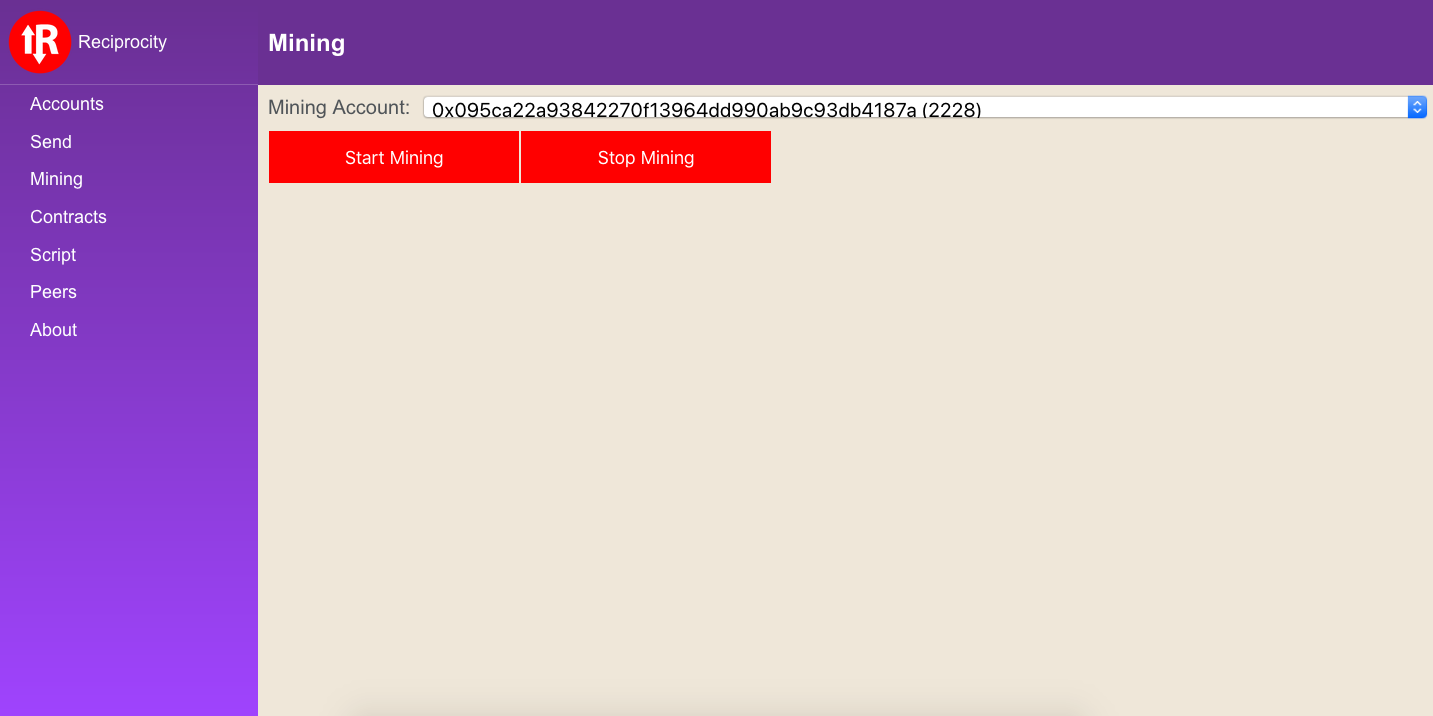 R
Reciprocity
Accounts
Send
Mining
Contracts
Script
Peers
About
Mining
Mining Account: 0x095ca22a93842270f13964dd990ab9c93db4187a (2228)
Start Mining Stop Mining